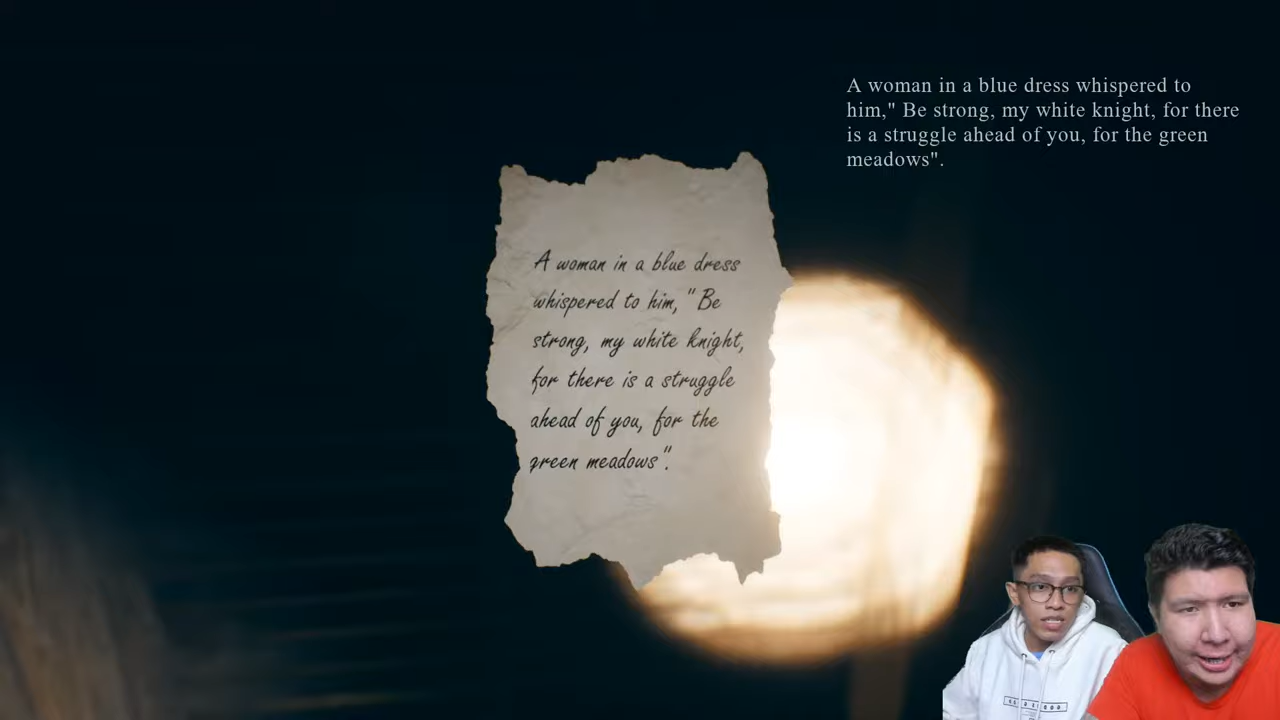 A woman in a blue dress whispered to
him," Be strong, my white knight, for there
is a struggle ahead of you, for the green
meadows".
A woman in a blue dress
whispered to him," Be
strong, my white knight,
for there is a struggle
ahead of you, for the
green meadows".